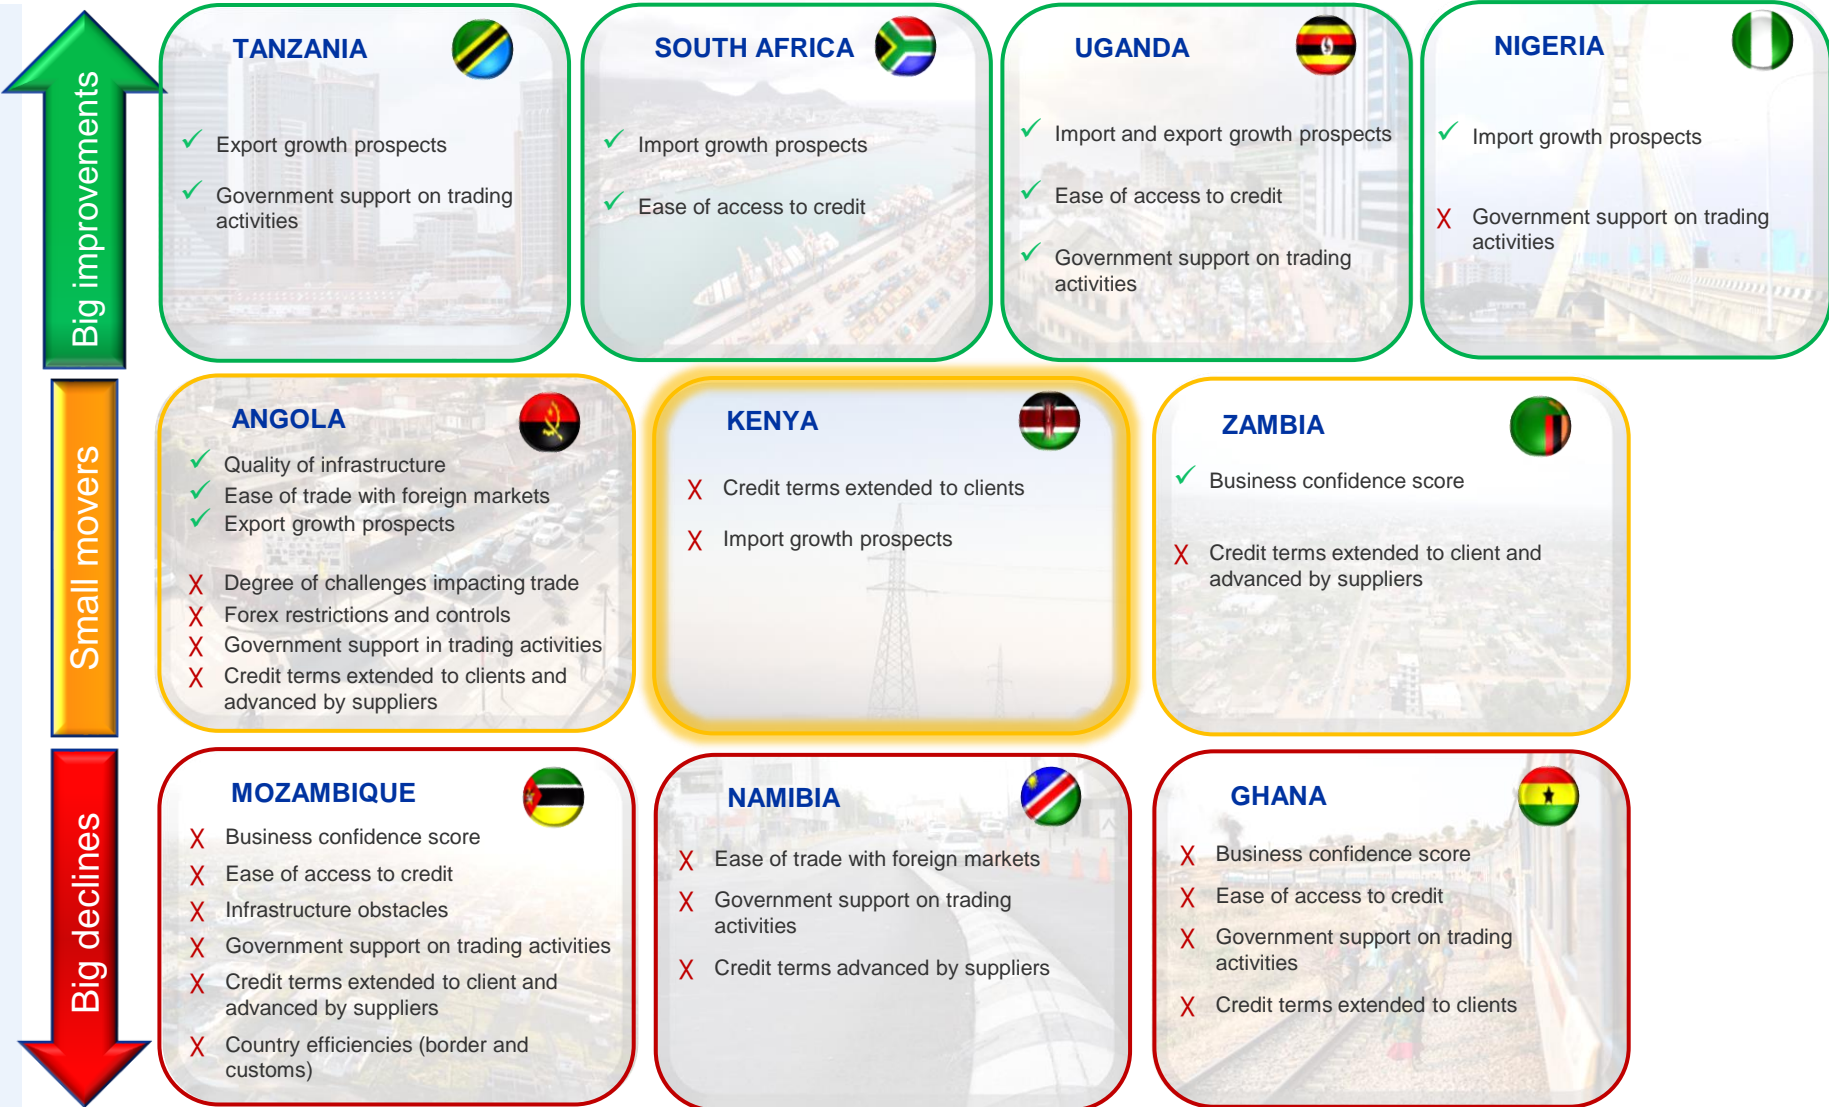 Big improvements
TANZANIA
✓ Export growth prospects
✓ Government support on trading
activities
SOUTH AFRICA
✓ Import growth prospects
✓ Ease of access to credit
UGANDA
✓ Import and export growth prospects
✓ Ease of access to credit
✓ Government support on trading
activities
NIGERIA
✓ Import growth prospects
X Government support on trading
activities
Small movers
ANGOLA
✓ Quality of infrastructure
✓ Ease of trade with foreign markets
✓ Export growth prospects
X Degree of challenges impacting trade
X Forex restrictions and controls
X Government support in trading activities
X Credit terms extended to clients and
advanced by suppliers
KENYA
X Credit terms extended to clients
X Import growth prospects
ZAMBIA
✓ Business confidence score
X Credit terms extended to client and
advanced by suppliers
Big declines
MOZAMBIQUE
X Business confidence score
X Ease of access to credit
X Infrastructure obstacles
X Government support on trading activities
X Credit terms extended to client and
advanced by suppliers
X Country efficiencies (border and
customs)
NAMIBIA
X Ease of trade with foreign markets
X Government support on trading
activities
X Credit terms advanced by suppliers
GHANA
X Business confidence score
X Ease of access to credit
X Government support on trading
activities
X Credit terms extended to clients